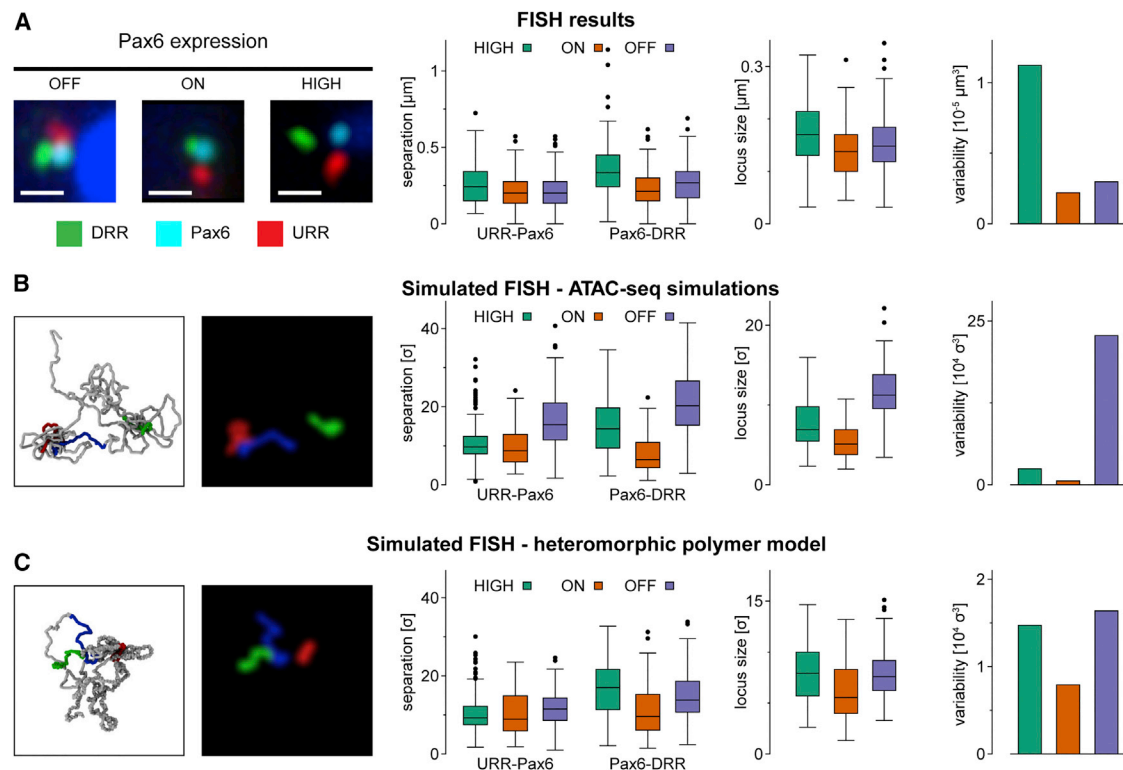 A
FISH results
Pax6 expression
OFF ON HIGH
DRR Pax6 URR
HIGH ON OFF
separation [μm]
1
0.5
0
URR-Pax6 Pax6-DRR
locus size [μm]
0.3
0
variability [10⁻⁵ μm³]
1
0
B
Simulated FISH - ATAC-seq simulations
HIGH ON OFF
separation [σ]
40
20
0
URR-Pax6 Pax6-DRR
locus size [σ]
20
0
variability [10⁴ σ³]
25
0
C
Simulated FISH - heteromorphic polymer model
HIGH ON OFF
separation [σ]
40
20
0
URR-Pax6 Pax6-DRR
locus size [σ]
15
0
variability [10⁴ σ³]
2
1
0